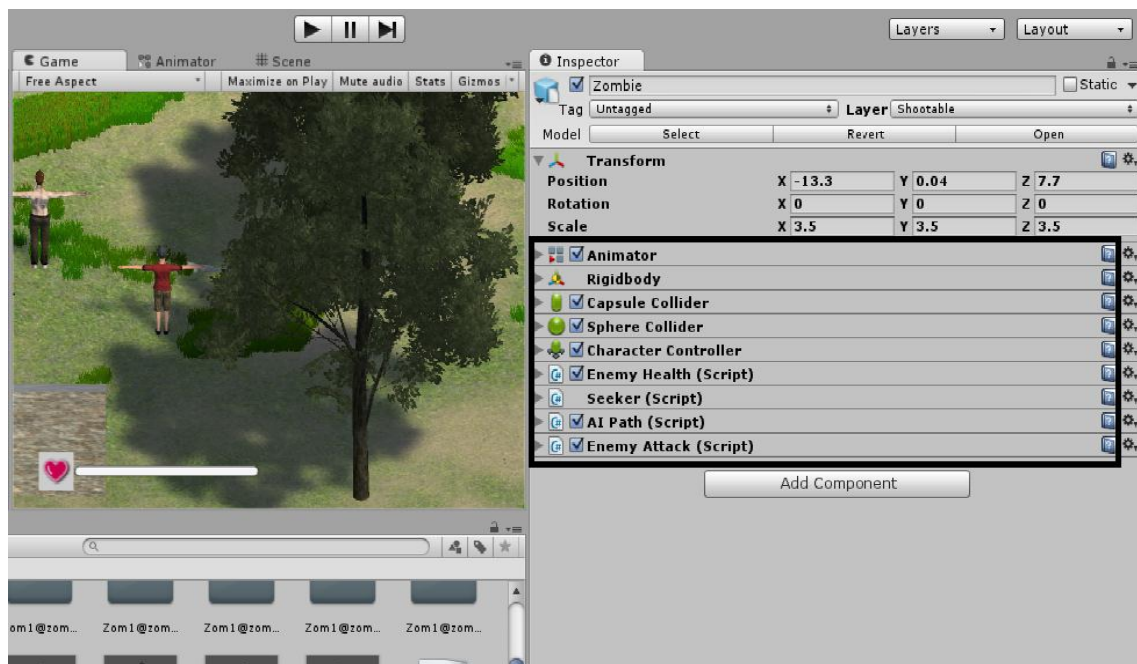 Layers
Layout
Game
Animator
Scene
Inspector
Free Aspect
Maximize on Play
Mute audio
Stats
Gizmos
Zombie
Static
Tag
Untagged
Layer
Shootable
Model
Select
Revert
Open
Transform
Position X -13.3 Y 0.04 Z 7.7
Rotation X 0 Y 0 Z 0
Scale X 3.5 Y 3.5 Z 3.5
Animator
Rigidbody
Capsule Collider
Sphere Collider
Character Controller
Enemy Health (Script)
Seeker (Script)
AI Path (Script)
Enemy Attack (Script)
Add Component
om1@zom...
Zom1@zom...
Zom1@zom...
Zom1@zom...
Zom1@zom...